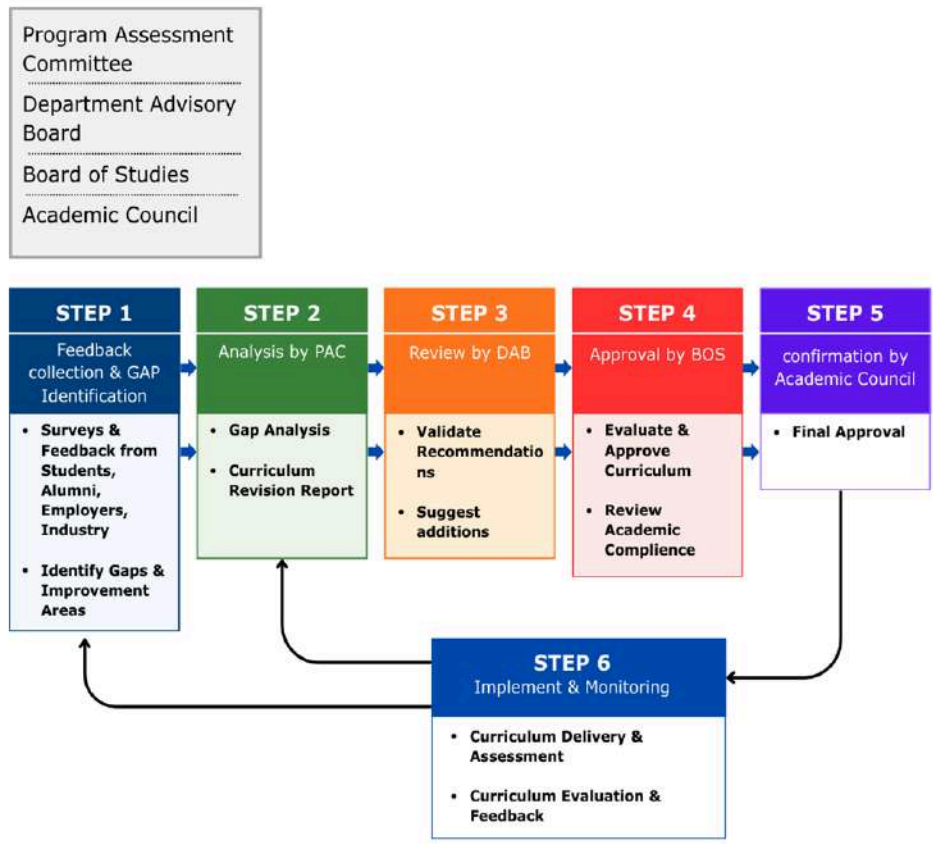 Program Assessment
Committee
Department Advisory
Board
Board of Studies
Academic Council
STEP 1
Feedback
collection & GAP
Identification
• Surveys &
Feedback from
Students,
Alumni,
Employers,
Industry
• Identify Gaps &
Improvement
Areas
STEP 2
Analysis by PAC
• Gap Analysis
• Curriculum
Revision Report
STEP 3
Review by DAB
• Validate
Recommendatio
ns
• Suggest
additions
STEP 4
Approval by BOS
• Evaluate &
Approve
Curriculum
• Review
Academic
Complience
STEP 5
confirmation by
Academic Council
• Final Approval
STEP 6
Implement & Monitoring
• Curriculum Delivery &
Assessment
• Curriculum Evaluation &
Feedback